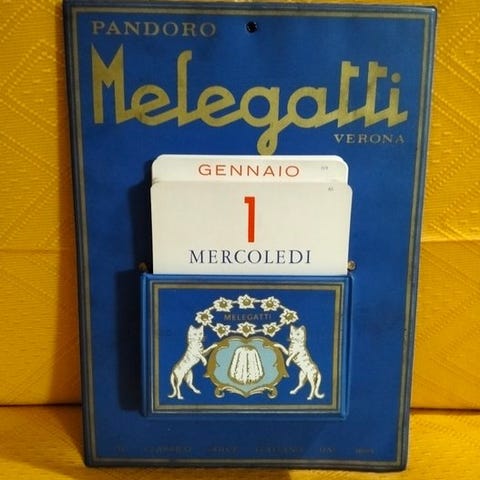 PANDORO
Melegatti
VERONA
GENNAIO
1
MERCOLEDI
MELEGATTI